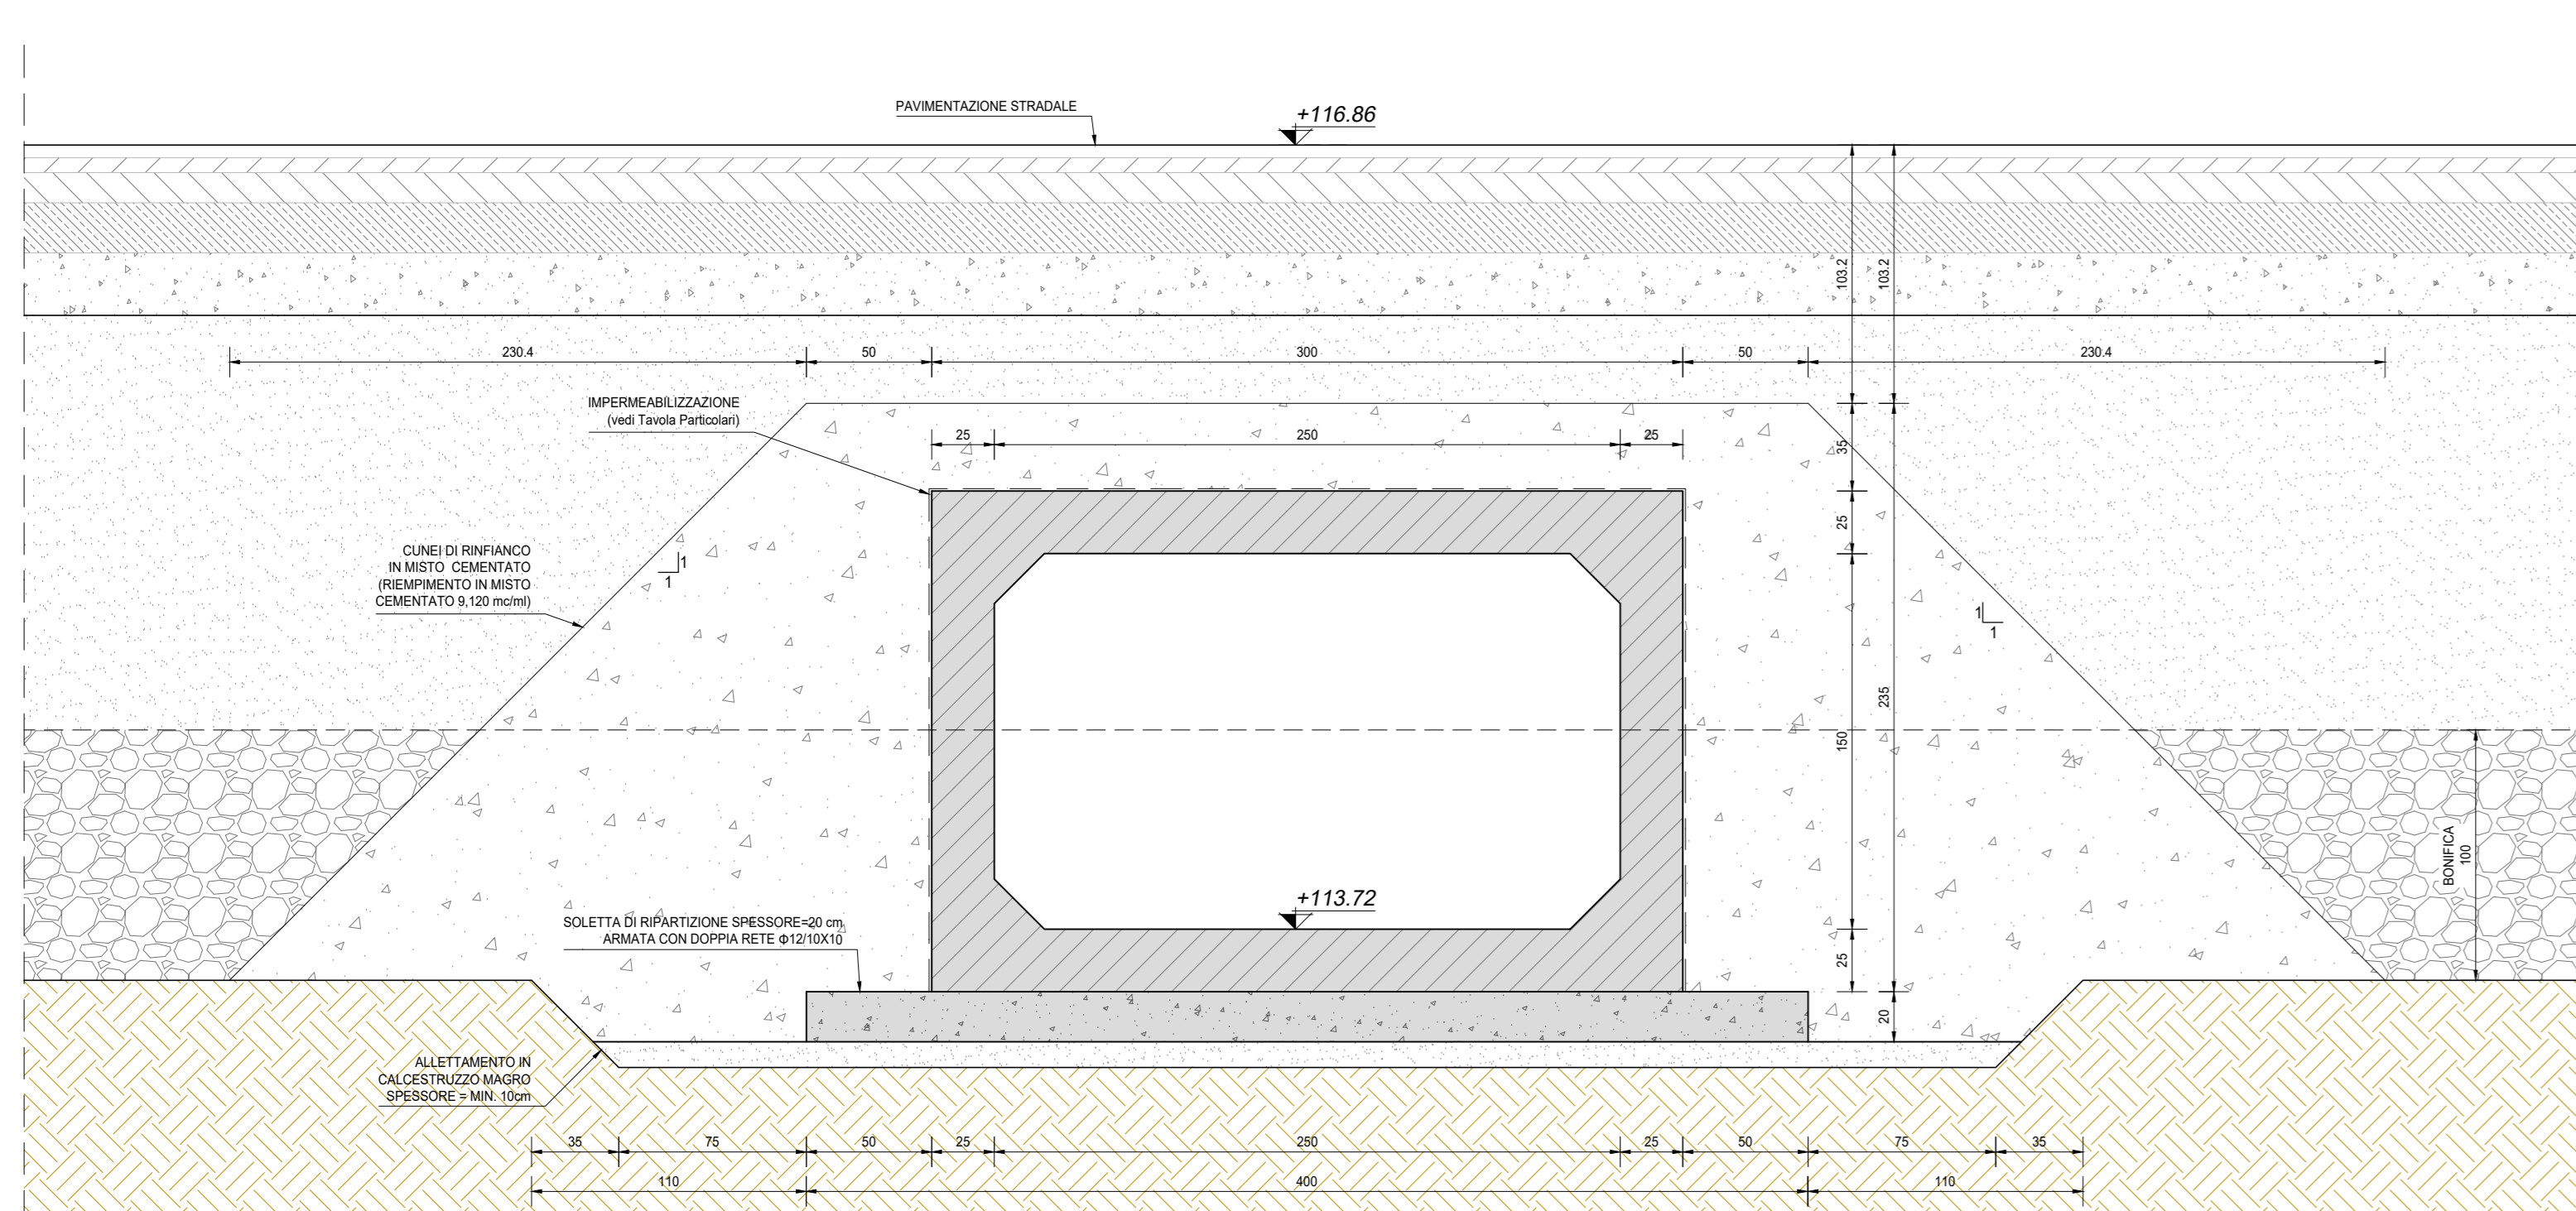 PAVIMENTAZIONE STRADALE
+116.86
103.2
103.2
230.4
50
300
50
230.4
IMPERMEABILIZZAZIONE
(vedi Tavola Particolari)
25
250
25
35
25
CUNEI DI RINFIANCO
IN MISTO CEMENTATO
(RIEMPIMENTO IN MISTO
CEMENTATO 9,120 mc/ml)
1
1
1
1
235
150
BONIFICA
100
+113.72
SOLETTA DI RIPARTIZIONE SPESSORE=20 cm
ARMATA CON DOPPIA RETE Φ12/10X10
25
20
ALLETTAMENTO IN
CALCESTRUZZO MAGRO
SPESSORE = MIN. 10cm
35
75
50
25
250
25
50
75
35
110
400
110